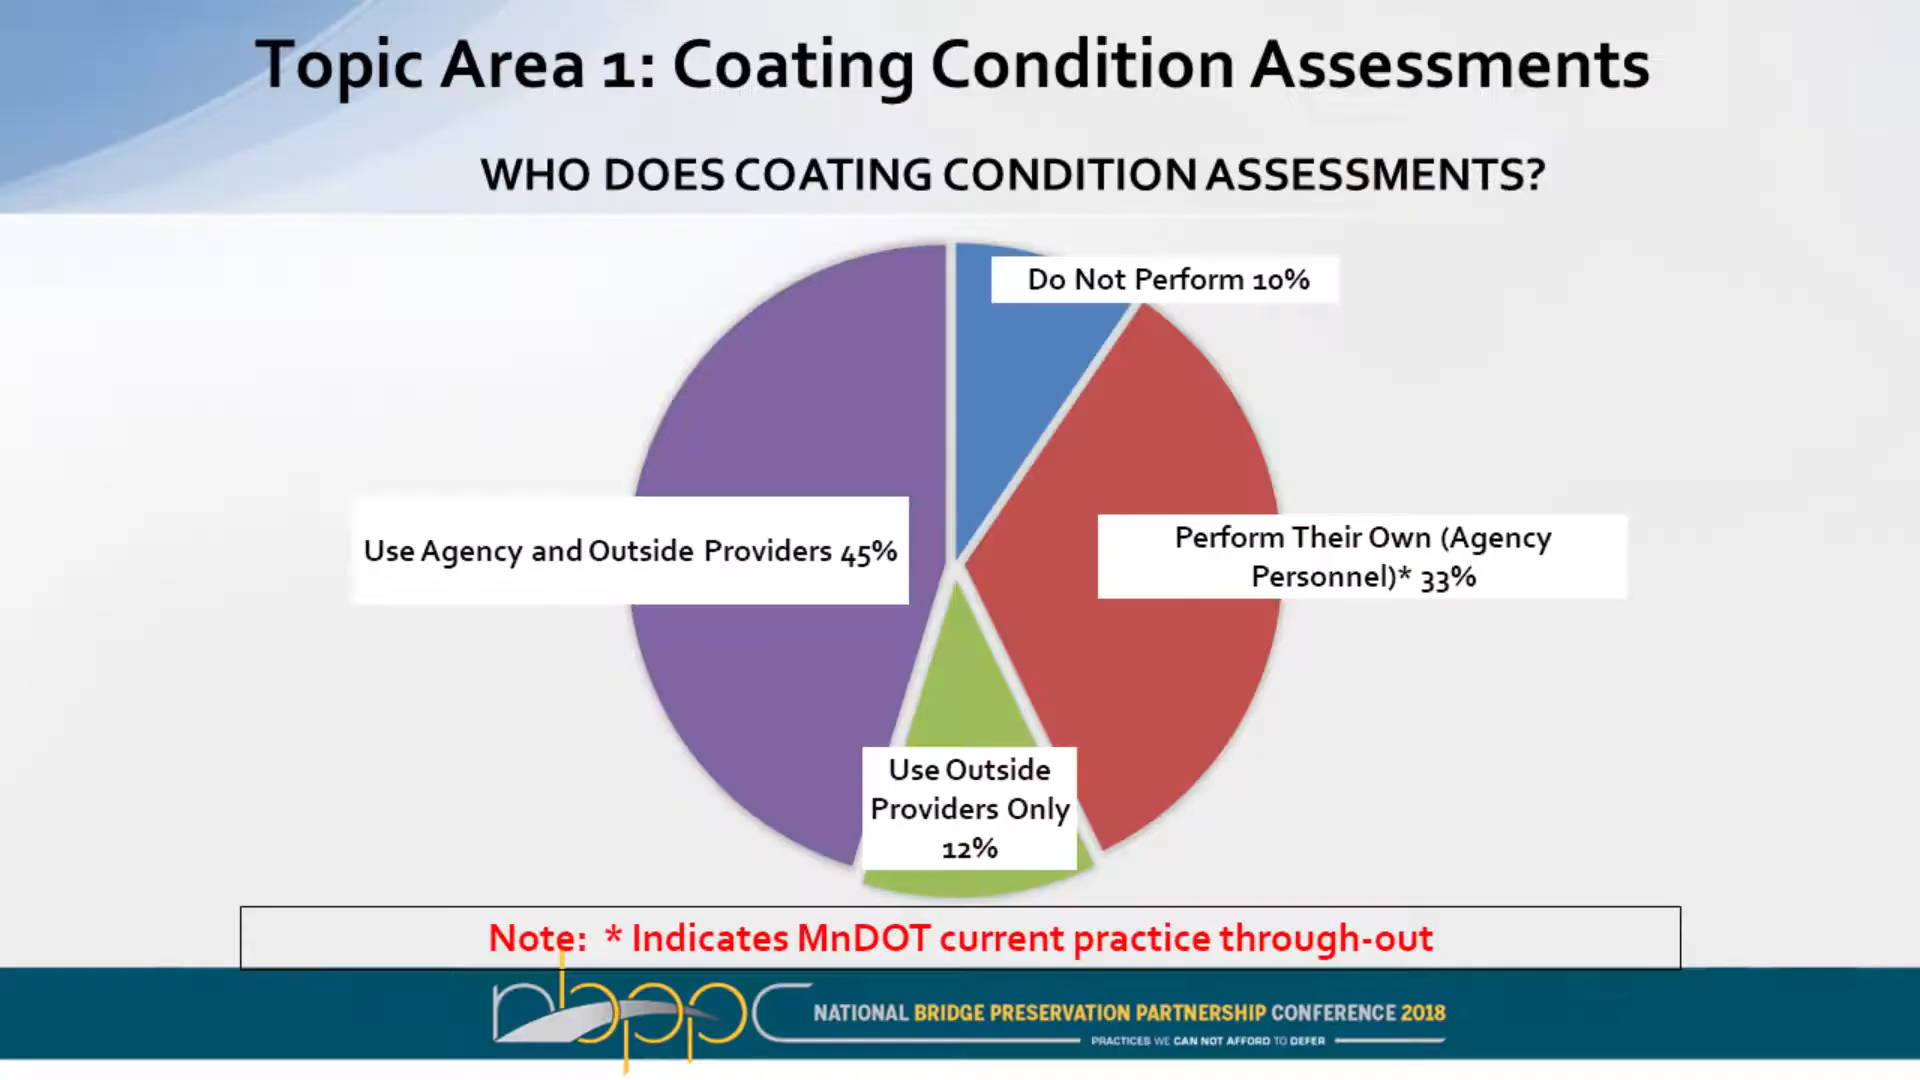 Topic Area 1: Coating Condition Assessments
WHO DOES COATING CONDITION ASSESSMENTS?
Do Not Perform 10%
Use Agency and Outside Providers 45%
Perform Their Own (Agency
Personnel)* 33%
Use Outside
Providers Only
12%
Note: * Indicates MnDOT current practice through-out
nbppc
NATIONAL BRIDGE PRESERVATION PARTNERSHIP CONFERENCE 2018
PRACTICES WE CAN NOT AFFORD TO DEFER